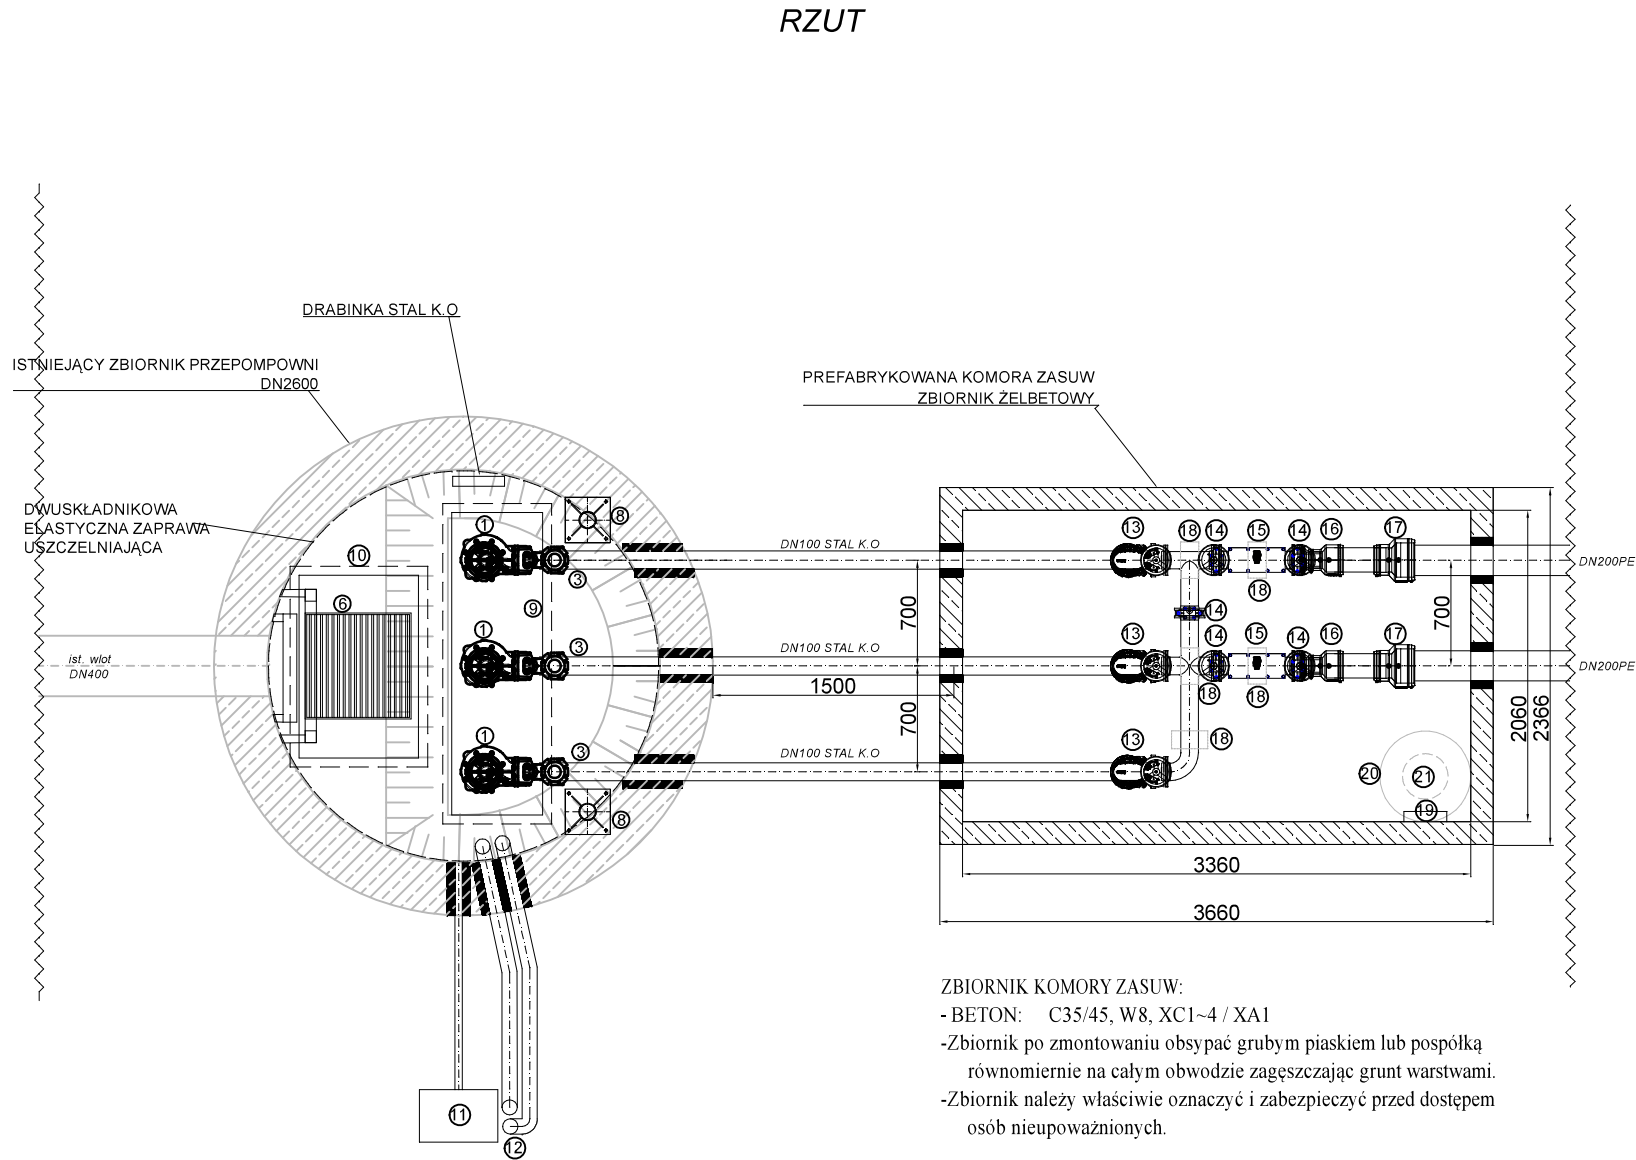 RZUT
DRABINKA STAL K.O
ISTNIEJĄCY ZBIORNIK PRZEPOMPOWNI
DN2600
PREFABRYKOWANA KOMORA ZASUW
ZBIORNIK ŻELBETOWY
DWUSKŁADNIKOWA
ELASTYCZNA ZAPRAWA
USZCZELNIAJĄCA
1
8
13
18
14
15
14
16
17
10
DN100 STAL K.O
DN200PE
3
18
6
9
14
700
700
1
3
13
14
15
14
16
17
ist. wlot
DN400
DN100 STAL K.O
DN200PE
1500
18
18
2060
2366
700
1
3
13
18
DN100 STAL K.O
20
21
8
19
3360
3660
11
12
ZBIORNIK KOMORY ZASUW:
- BETON: C35/45, W8, XC1~4 / XA1
-Zbiornik po zmontowaniu obsypać grubym piaskiem lub pospółką
równomiernie na całym obwodzie zagęszczając grunt warstwami.
-Zbiornik należy właściwie oznaczyć i zabezpieczyć przed dostępem
osób nieupoważnionych.